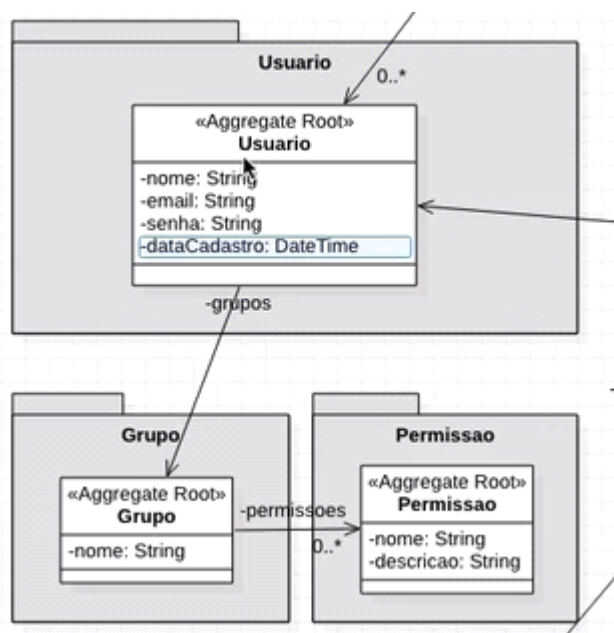 Usuario
0..*
«Aggregate Root»
Usuario
-nome: String
-email: String
-senha: String
-dataCadastro: DateTime
-grupos
Grupo
«Aggregate Root»
Grupo
-nome: String
-permissoes
0..*
Permissao
«Aggregate Root»
Permissao
-nome: String
-descricao: String